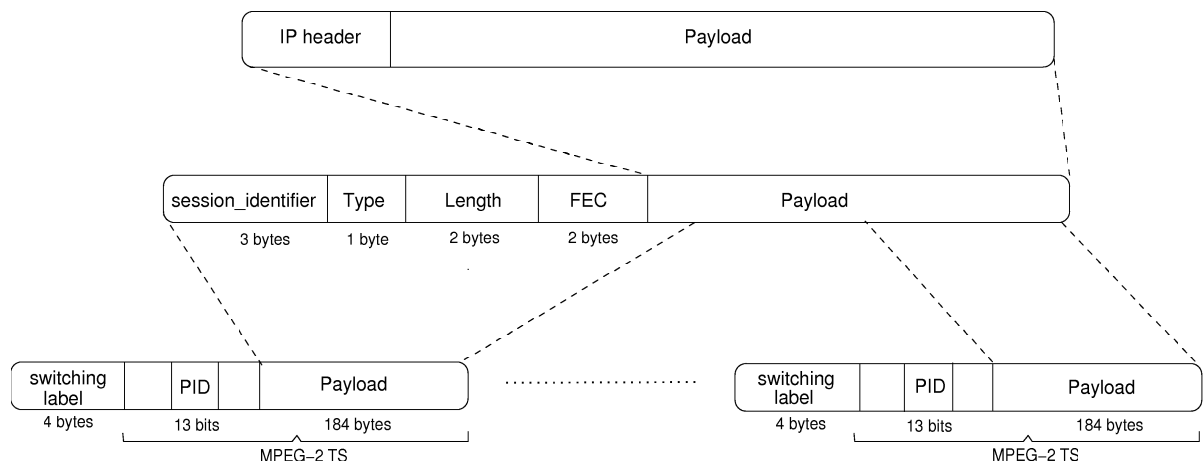 IP header Payload
session_identifier Type Length FEC Payload
3 bytes 1 byte 2 bytes 2 bytes
switching label PID Payload switching label PID Payload
4 bytes 13 bits 184 bytes 4 bytes 13 bits 184 bytes
MPEG-2 TS MPEG-2 TS